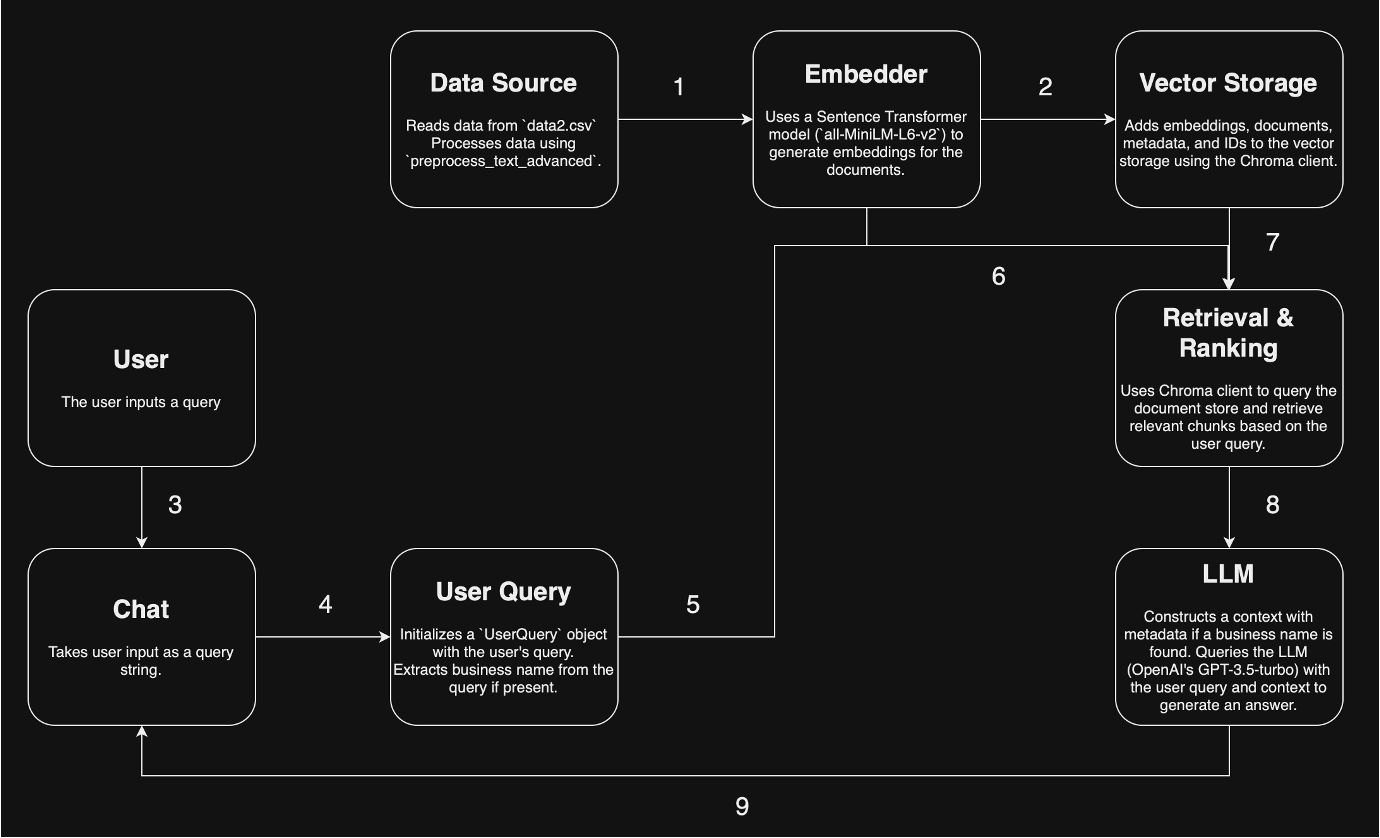 Data Source
Reads data from `data2.csv`
Processes data using
`preprocess_text_advanced`.
1
Embedder
Uses a Sentence Transformer
model (`all-MiniLM-L6-v2`) to
generate embeddings for the
documents.
2
Vector Storage
Adds embeddings, documents,
metadata, and IDs to the vector
storage using the Chroma client.
7
6
User
The user inputs a query
Retrieval &
Ranking
Uses Chroma client to query the
document store and retrieve
relevant chunks based on the
user query.
3
8
Chat
Takes user input as a query
string.
4
User Query
Initializes a `UserQuery` object
with the user's query.
Extracts business name from the
query if present.
5
LLM
Constructs a context with
metadata if a business name is
found. Queries the LLM
(OpenAI's GPT-3.5-turbo) with
the user query and context to
generate an answer.
9